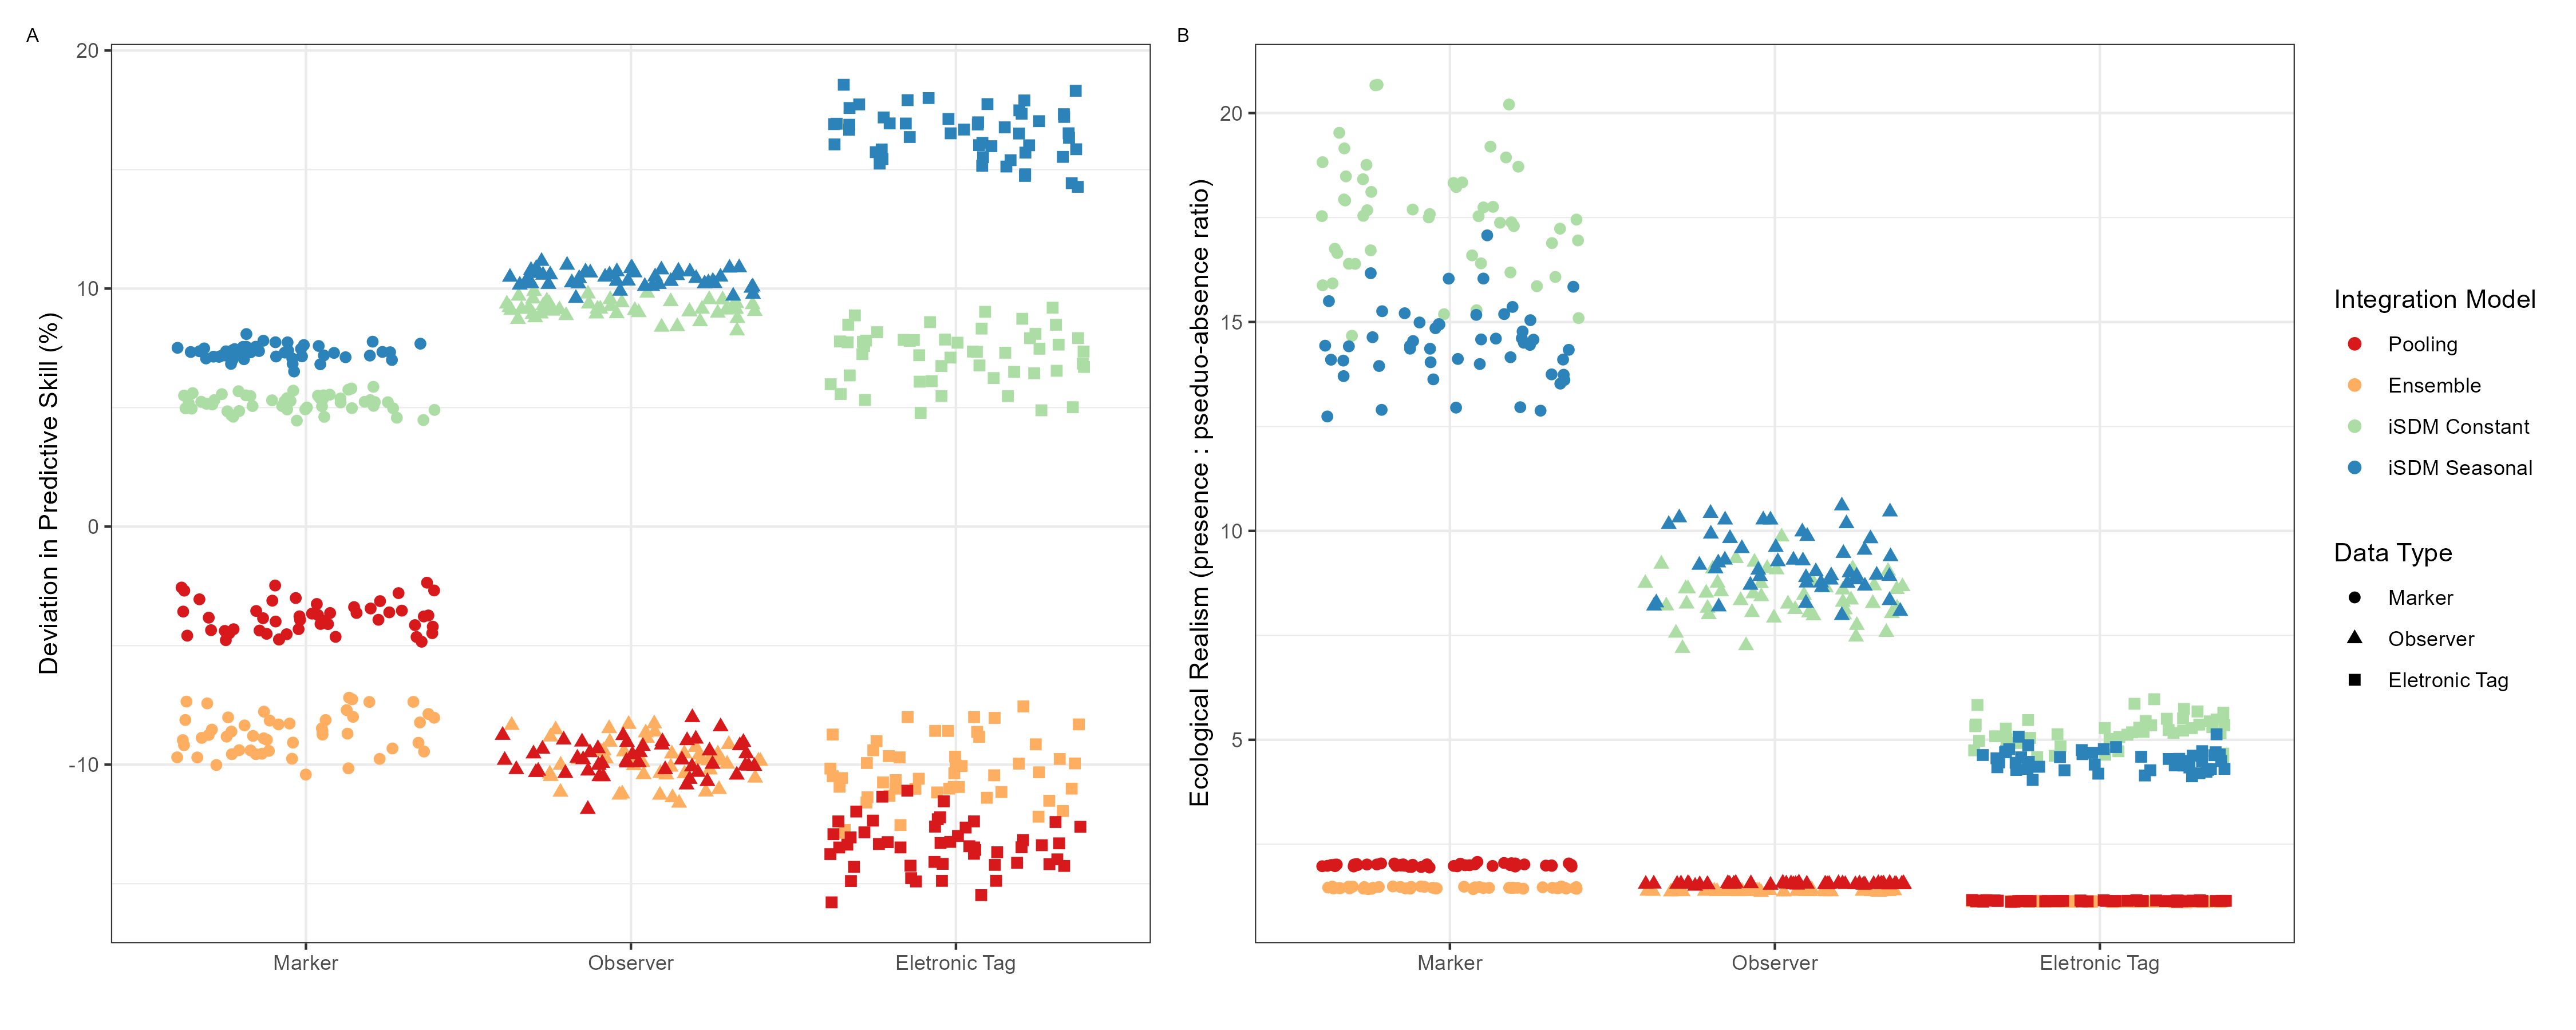 A
Deviation in Predictive Skill (%)
20
10
0
-10
Marker
Observer
Eletronic Tag
B
Ecological Realism (presence : pseduo-absence ratio)
20
15
10
5
Marker
Observer
Eletronic Tag
Integration Model
Pooling
Ensemble
iSDM Constant
iSDM Seasonal
Data Type
Marker
Observer
Eletronic Tag